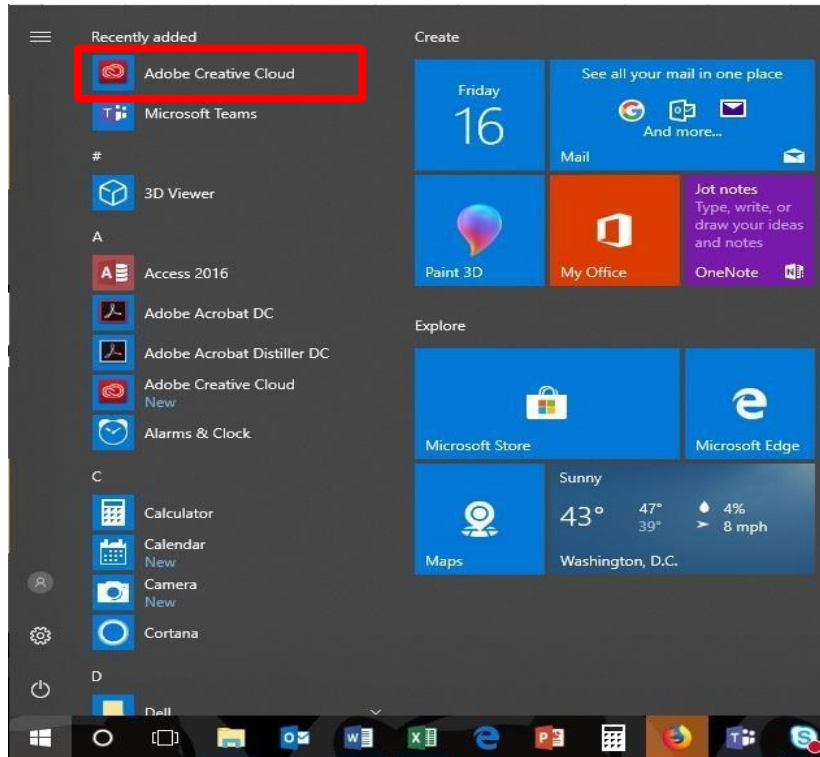 Recently added
Adobe Creative Cloud
Microsoft Teams
#
3D Viewer
A
Access 2016
Adobe Acrobat DC
Adobe Acrobat Distiller DC
Adobe Creative Cloud
New
Alarms & Clock
C
Calculator
Calendar
New
Camera
New
Cortana
D
Dell
Create
Friday
16
See all your mail in one place
And more...
Mail
Paint 3D
My Office
Jot notes
Type, write, or
draw your ideas
and notes
OneNote
Explore
Microsoft Store
Microsoft Edge
Maps
Sunny
43° 47° 4%
39° 8 mph
Washington, D.C.